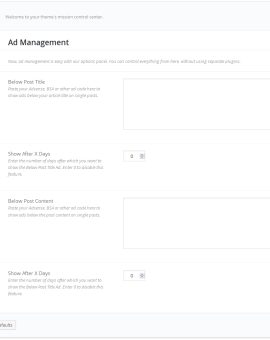 Welcome to your theme's mission control center.
Ad Management
Now, ad management is easy with our options panel. You can control everything from here, without using separate plugins.
Below Post Title
Paste your Adsense, BSA or other ad code here to
show ads below your article title on single posts.
Show After X Days
Enter the number of days after which you want to
show the Below Post Title Ad. Enter 0 to disable this
feature.
0
Below Post Content
Paste your Adsense, BSA or other ad code here to
show ads below the post content on single posts.
Show After X Days
Enter the number of days after which you want to
show the Below Post Title Ad. Enter 0 to disable this
feature.
0
efaults